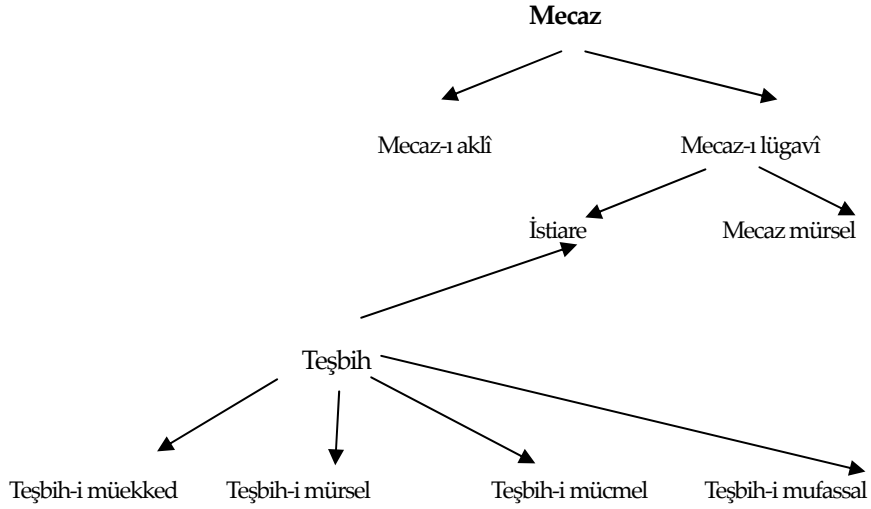 Mecaz
Mecaz-ı aklî Mecaz-ı lügavî
İstiare Mecaz mürsel
Teşbih
Teşbih-i müekked Teşbih-i mürsel Teşbih-i mücmel Teşbih-i mufassal